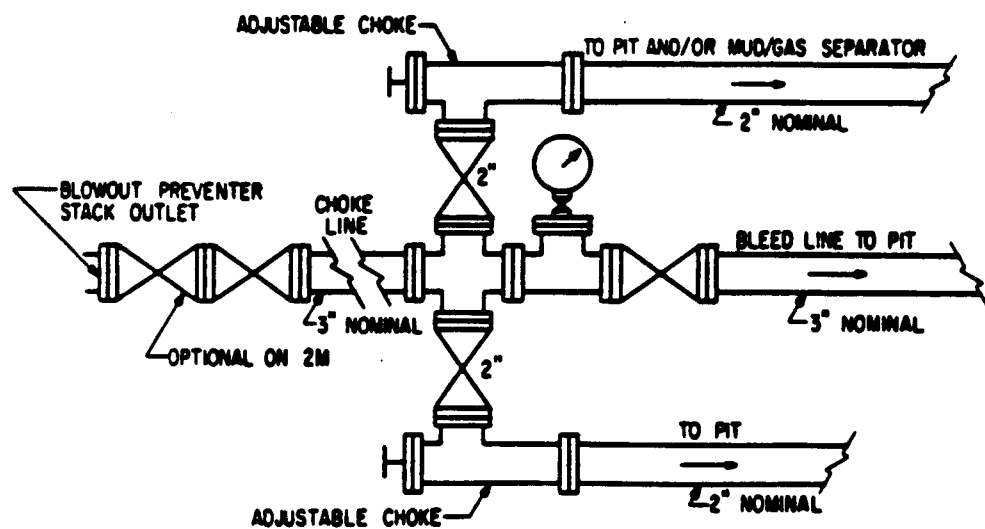 ADJUSTABLE CHOKE
TO PIT AND/OR MUD/GAS SEPARATOR
2" NOMINAL
2"
BLOWOUT PREVENTER
STACK OUTLET
CHOKE
LINE
BLEED LINE TO PIT
3" NOMINAL
3" NOMINAL
OPTIONAL ON 2M
2"
TO PIT
2" NOMINAL
ADJUSTABLE CHOKE